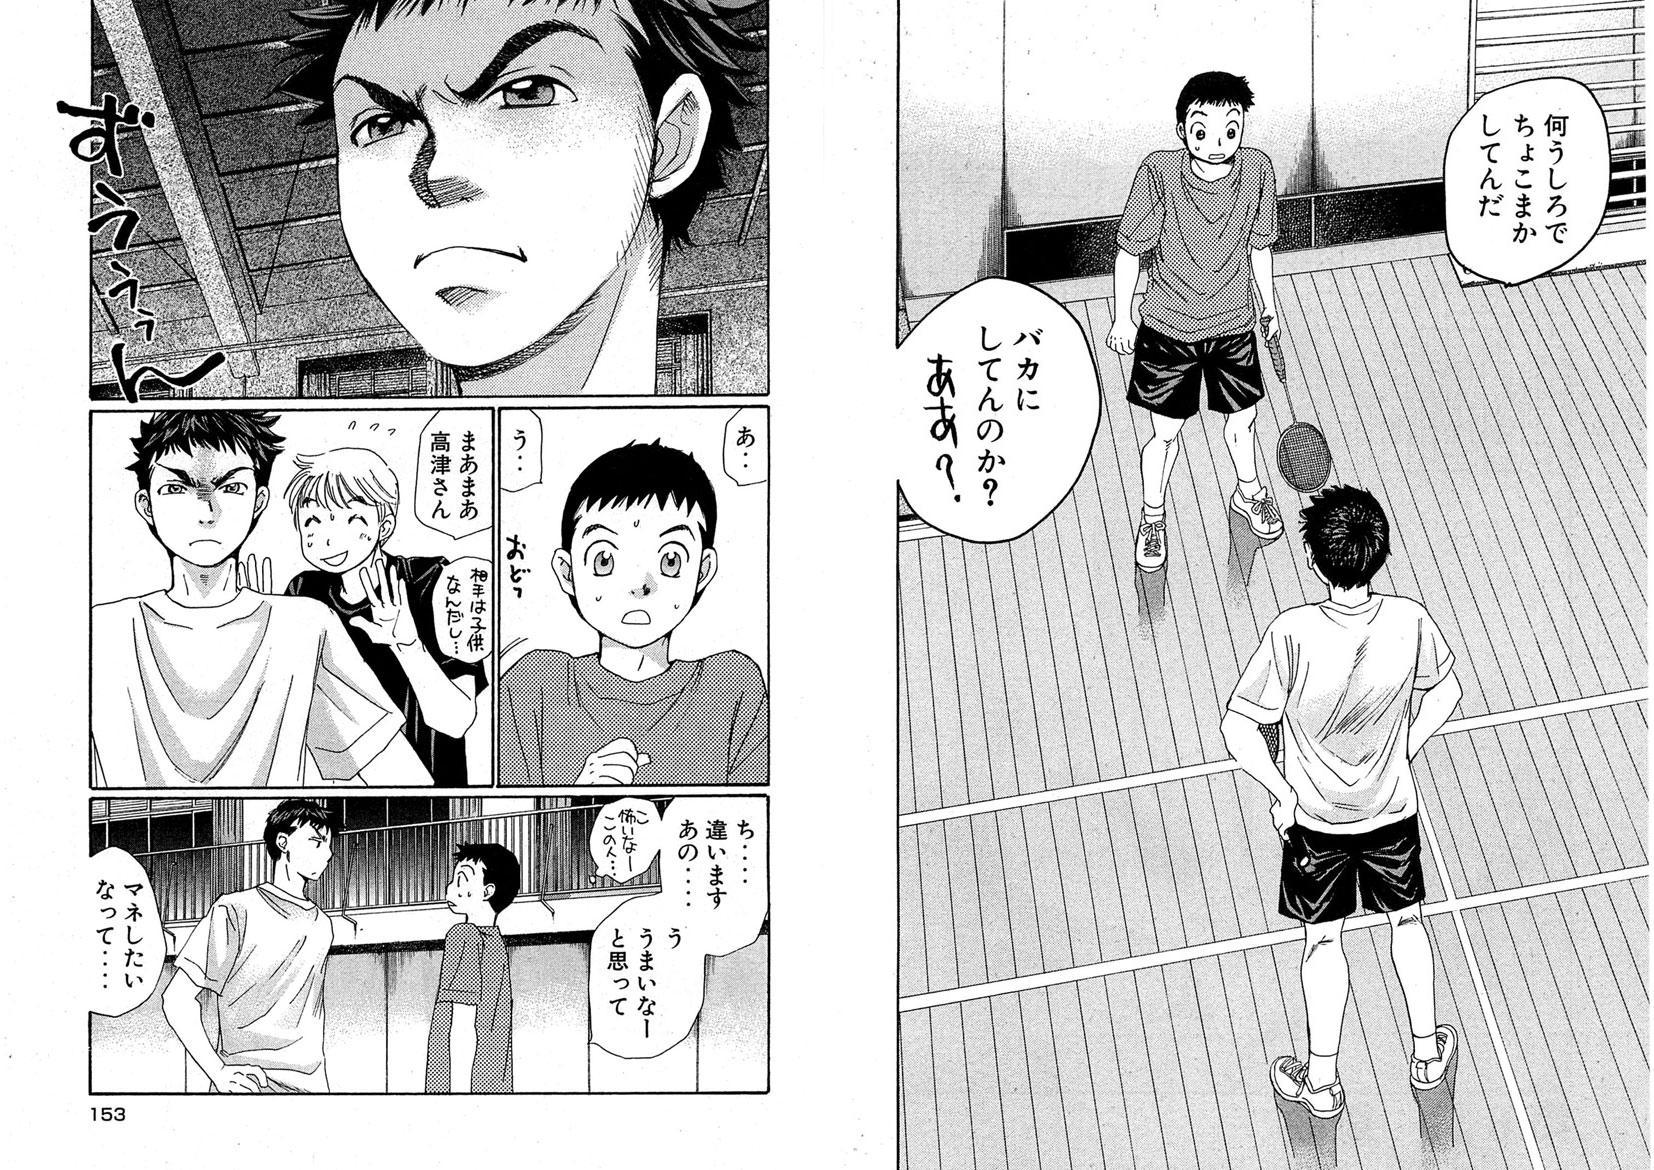 何うしろで
ちょこまか
してんだ
バカに
してんのか?
ああ?
ずううぅぅん
あ‥
う‥
おどっ
まあまあ
高津さん
相手は子供
なんだし…
ち‥‥
違います
あの‥‥
こ
怖いなー
この人…
う
うまいなー
と思って
マネしたい
なって‥‥
153